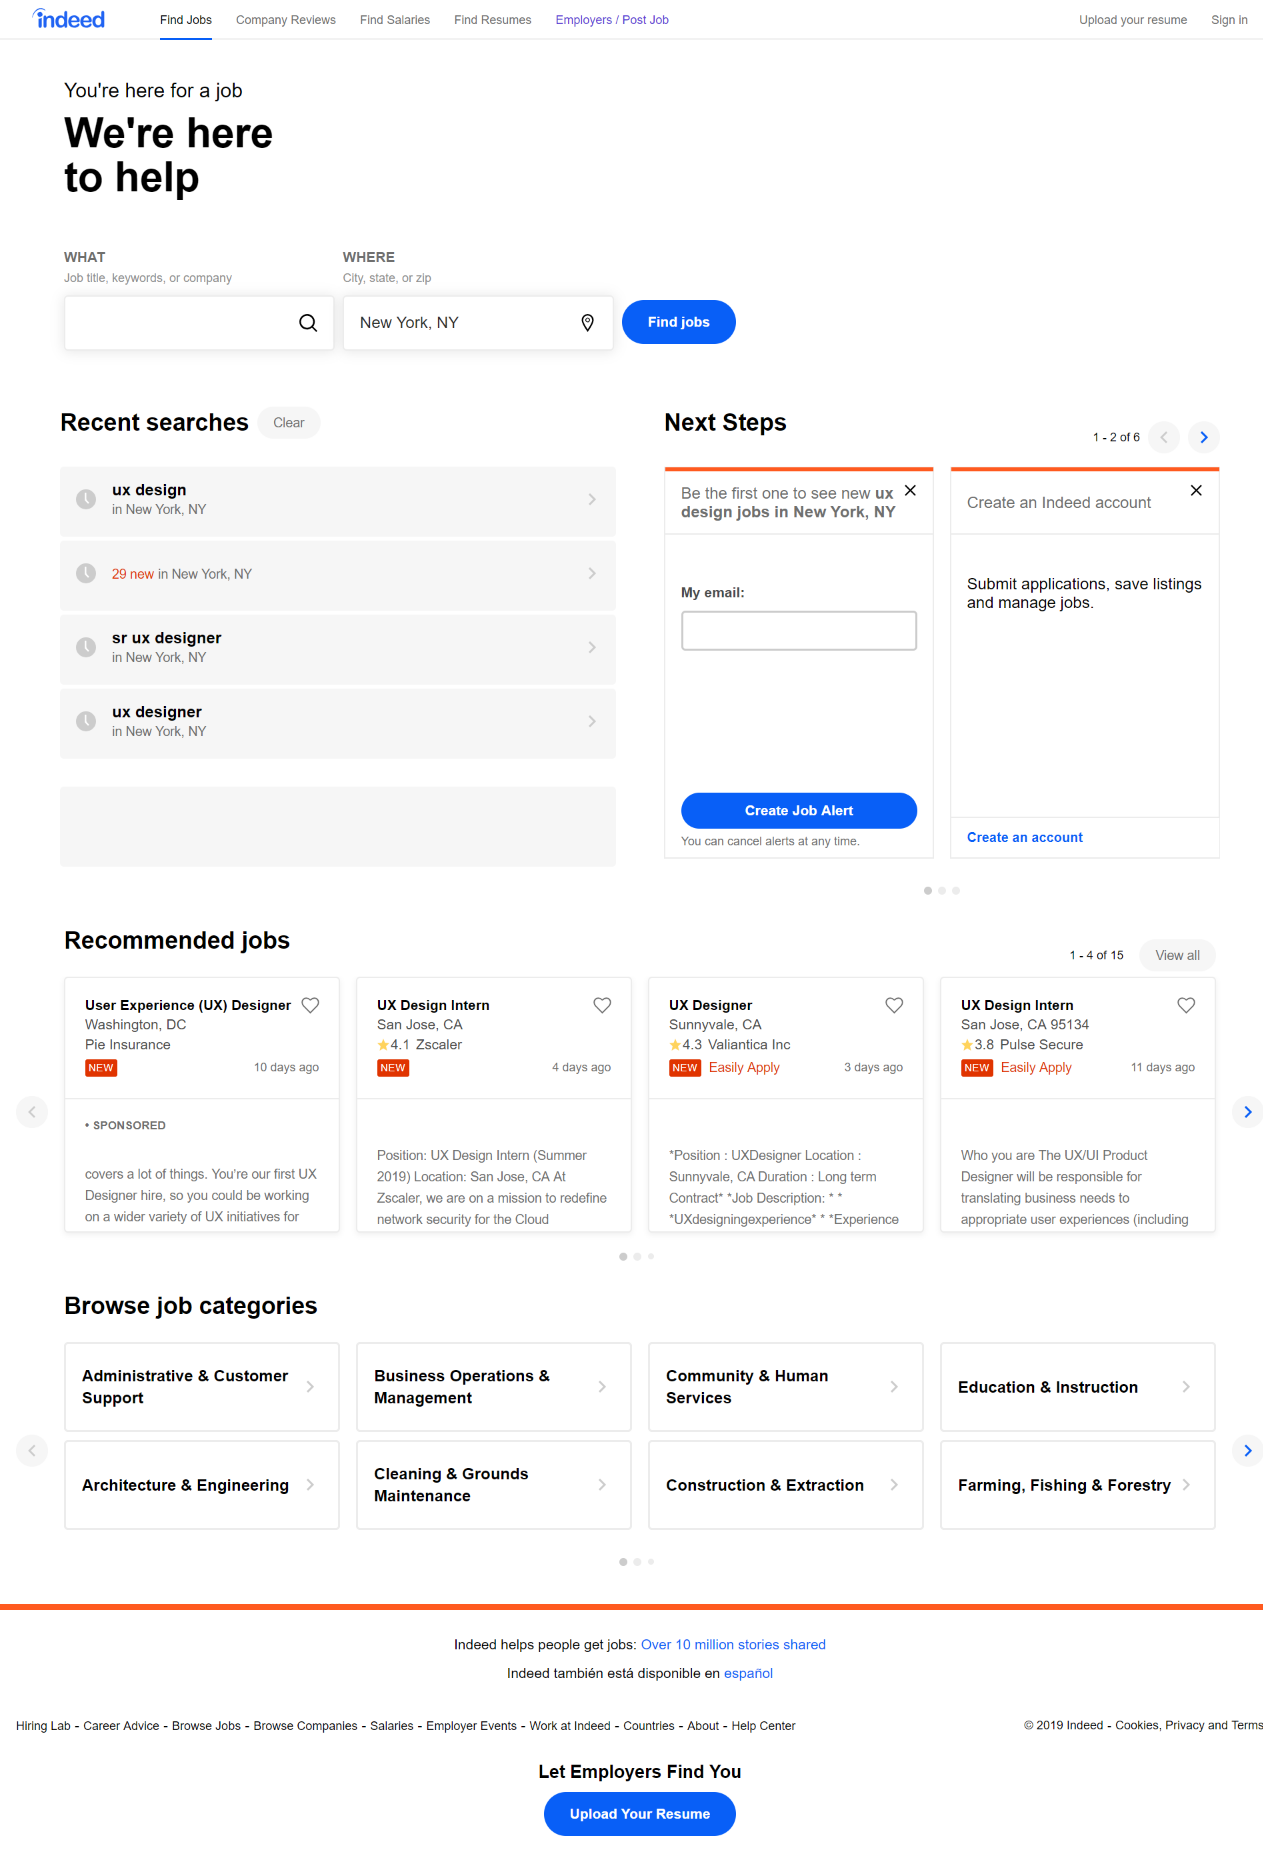 indeed
Find Jobs
Company Reviews
Find Salaries
Find Resumes
Employers / Post Job
Upload your resume
Sign in
You're here for a job
We're here
to help
WHAT
Job title, keywords, or company
WHERE
City, state, or zip
New York, NY
Find jobs
Recent searches
Clear
ux design
in New York, NY
29 new in New York, NY
sr ux designer
in New York, NY
ux designer
in New York, NY
Next Steps
1 - 2 of 6
Be the first one to see new ux
design jobs in New York, NY
My email:
Create Job Alert
You can cancel alerts at any time.
Create an Indeed account
Submit applications, save listings
and manage jobs.
Create an account
Recommended jobs
1 - 4 of 15
View all
User Experience (UX) Designer
Washington, DC
Pie Insurance
NEW
10 days ago
• SPONSORED
covers a lot of things. You're our first UX
Designer hire, so you could be working
on a wider variety of UX initiatives for
UX Design Intern
San Jose, CA
4.1 Zscaler
NEW
4 days ago
Position: UX Design Intern (Summer
2019) Location: San Jose, CA At
Zscaler, we are on a mission to redefine
network security for the Cloud
UX Designer
Sunnyvale, CA
4.3 Valiantica Inc
NEW Easily Apply
3 days ago
*Position : UXDesigner Location :
Sunnyvale, CA Duration : Long term
Contract* *Job Description: * *
*UXdesigningexperience* * *Experience
UX Design Intern
San Jose, CA 95134
3.8 Pulse Secure
NEW Easily Apply
11 days ago
Who you are The UX/UI Product
Designer will be responsible for
translating business needs to
appropriate user experiences (including
Browse job categories
Administrative & Customer
Support
Business Operations &
Management
Community & Human
Services
Education & Instruction
Architecture & Engineering
Cleaning & Grounds
Maintenance
Construction & Extraction
Farming, Fishing & Forestry
Indeed helps people get jobs: Over 10 million stories shared
Indeed también está disponible en español
Hiring Lab - Career Advice - Browse Jobs - Browse Companies - Salaries - Employer Events - Work at Indeed - Countries - About - Help Center
© 2019 Indeed - Cookies, Privacy and Terms
Let Employers Find You
Upload Your Resume